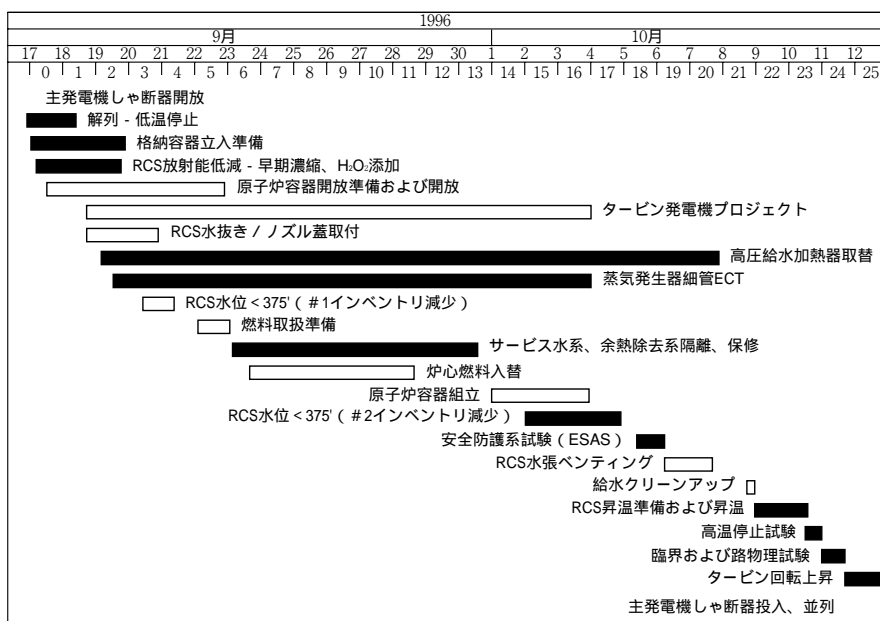 1996
9月 10月
17 18 19 20 21 22 23 24 25 26 27 28 29 30 1 2 3 4 5 6 7 8 9 10 11 12
0 1 2 3 4 5 6 7 8 9 10 11 12 13 14 15 16 17 18 19 20 21 22 23 24 25
主発電機しゃ断器開放
解列 - 低温停止
格納容器立入準備
RCS放射能低減 - 早期濃縮、H₂O₂添加
原子炉容器開放準備および開放
タービン発電機プロジェクト
RCS水抜き / ノズル蓋取付
高圧給水加熱器取替
蒸気発生器細管ECT
RCS水位 < 375' ( #1インベントリ減少 )
燃料取扱準備
サービス水系、余熱除去系隔離、保修
炉心燃料入替
原子炉容器組立
RCS水位 < 375' ( #2インベントリ減少 )
安全防護系試験 ( ESAS )
RCS水張ベンティング
給水クリーンアップ
RCS昇温準備および昇温
高温停止試験
臨界および路物理試験
タービン回転上昇
主発電機しゃ断器投入、並列